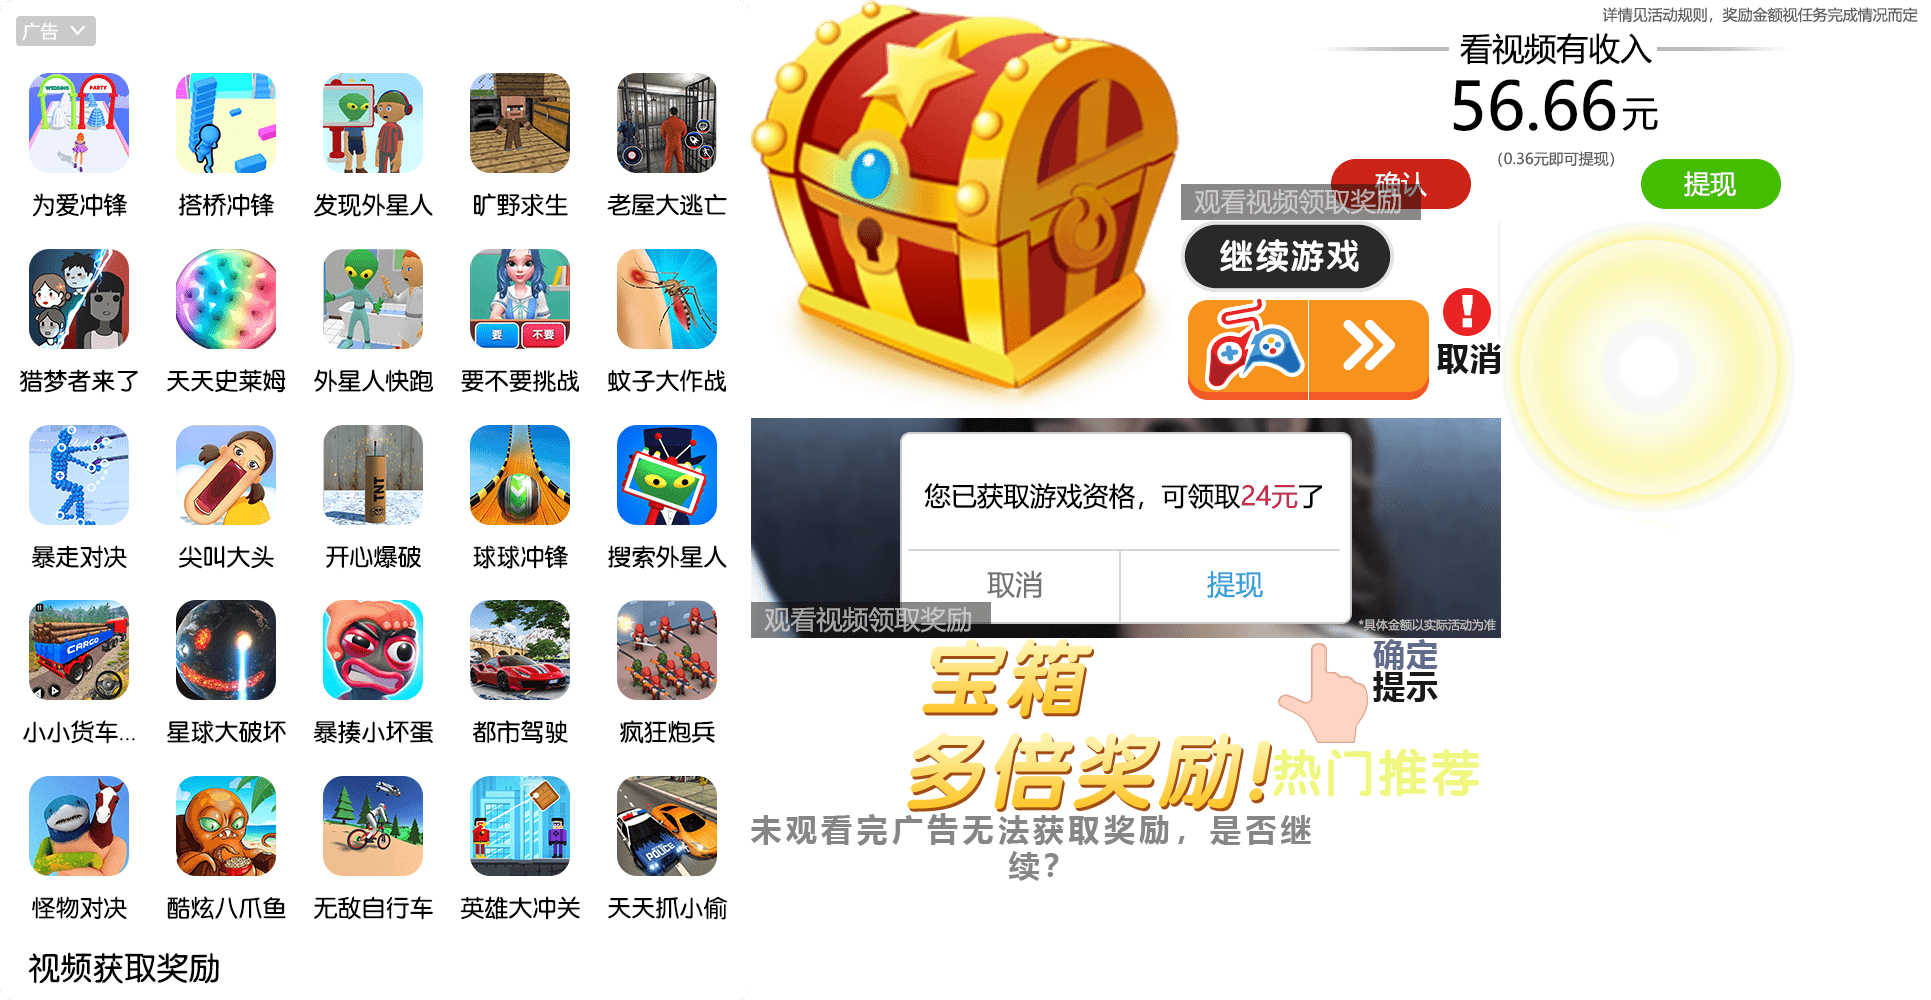 广告
WEDDING PARTY
为爱冲锋 搭桥冲锋 发现外星人 旷野求生 老屋大逃亡
要 不要
猎梦者来了 天天史莱姆 外星人快跑 要不要挑战 蚊子大作战
TNT
暴走对决 尖叫大头 开心爆破 球球冲锋 搜索外星人
CARGO
小小货车... 星球大破坏 暴揍小坏蛋 都市驾驶 疯狂炮兵
POLICE
怪物对决 酷炫八爪鱼 无敌自行车 英雄大冲关 天天抓小偷
视频获取奖励
详情见活动规则，奖励金额视任务完成情况而定
看视频有收入
56.66元
(0.36元即可提现)
确认 提现
观看视频领取奖励
继续游戏
取消
您已获取游戏资格，可领取24元了
取消 提现
观看视频领取奖励
*具体金额以实际活动为准
宝箱
多倍奖励!
确定
提示
热门推荐
未观看完广告无法获取奖励，是否继
续?